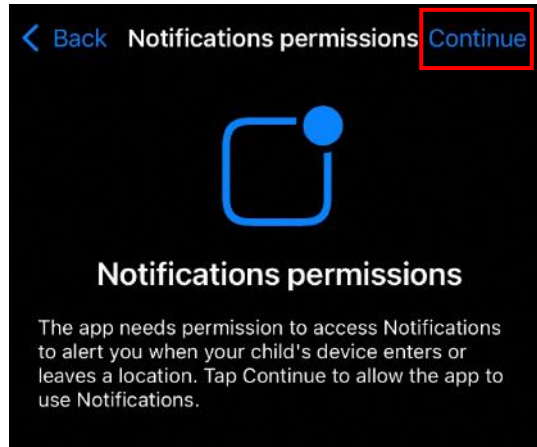 Back Notifications permissions Continue
Notifications permissions
The app needs permission to access Notifications
to alert you when your child's device enters or
leaves a location. Tap Continue to allow the app to
use Notifications.